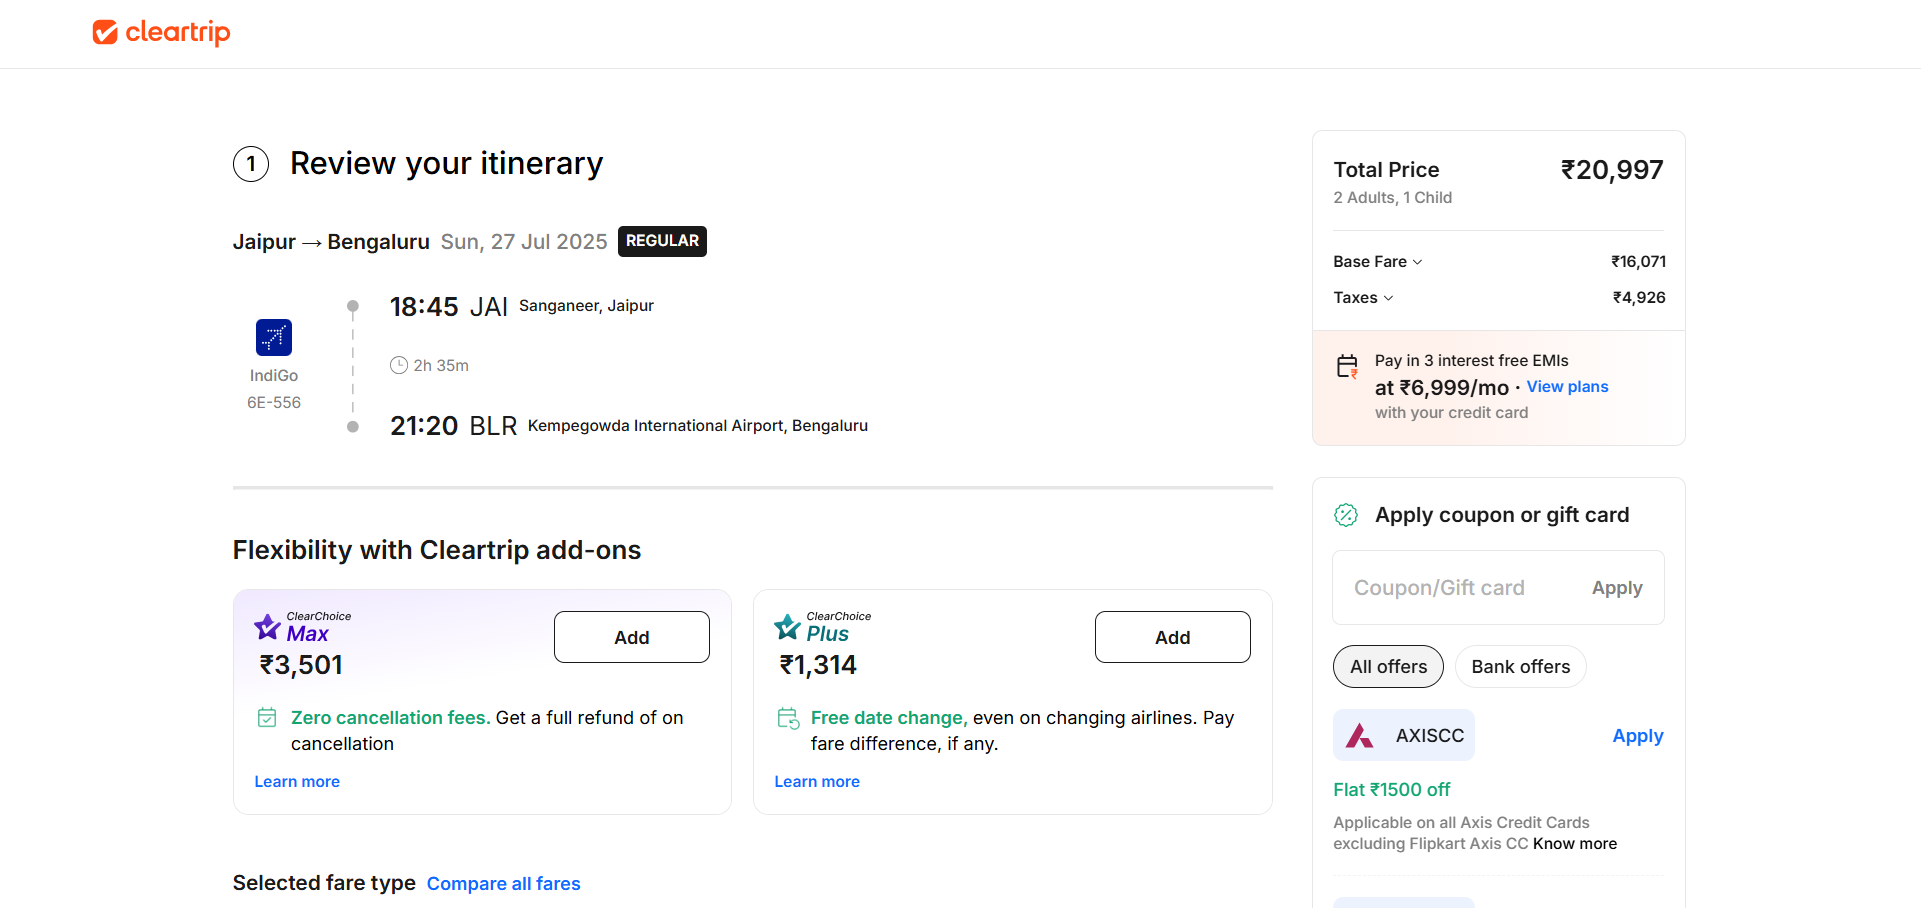 cleartrip
1 Review your itinerary
Jaipur → Bengaluru Sun, 27 Jul 2025 REGULAR
18:45 JAI Sanganeer, Jaipur
IndiGo
6E-556
2h 35m
21:20 BLR Kempegowda International Airport, Bengaluru
Flexibility with Cleartrip add-ons
ClearChoice
Max
₹3,501
Add
Zero cancellation fees. Get a full refund of on
cancellation
Learn more
ClearChoice
Plus
₹1,314
Add
Free date change, even on changing airlines. Pay
fare difference, if any.
Learn more
Selected fare type Compare all fares
Total Price ₹20,997
2 Adults, 1 Child
Base Fare ₹16,071
Taxes ₹4,926
Pay in 3 interest free EMIs
at ₹6,999/mo · View plans
with your credit card
Apply coupon or gift card
Coupon/Gift card Apply
All offers Bank offers
AXISCC Apply
Flat ₹1500 off
Applicable on all Axis Credit Cards
excluding Flipkart Axis CC Know more